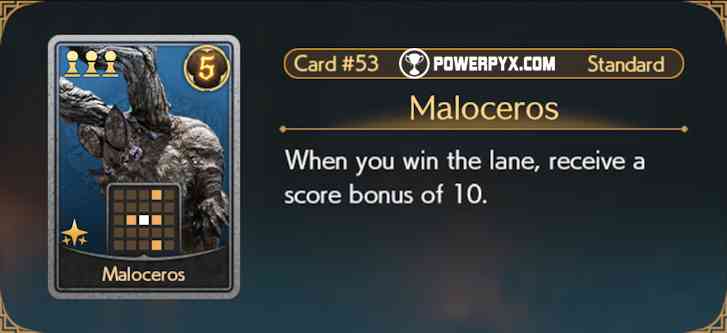 5
Maloceros
Card #53 POWERPYX.COM Standard
Maloceros
When you win the lane, receive a
score bonus of 10.